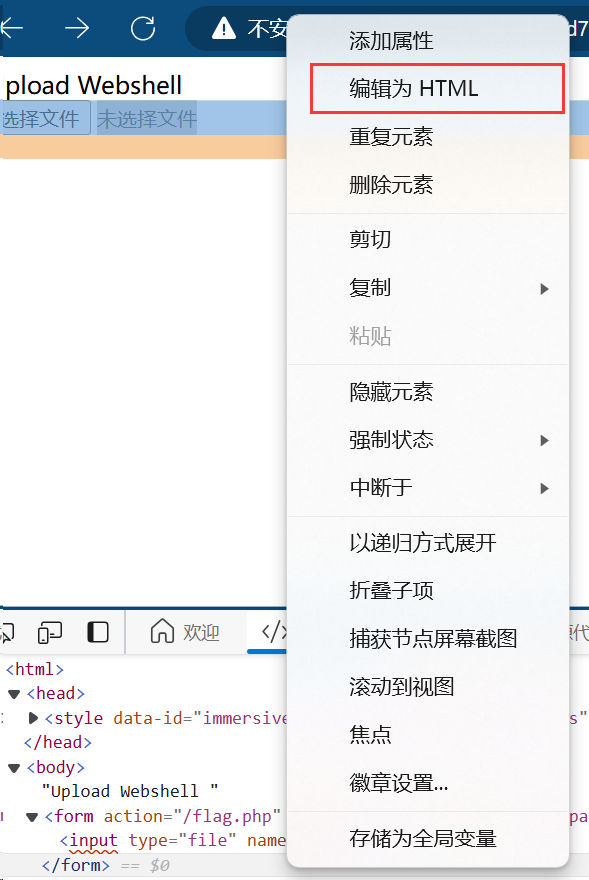 不安
d7
pload Webshell
选择文件 未选择文件
添加属性
编辑为 HTML
重复元素
删除元素
剪切
复制
粘贴
隐藏元素
强制状态
中断于
以递归方式展开
折叠子项
捕获节点屏幕截图
滚动到视图
焦点
徽章设置...
存储为全局变量
欢迎
</>
<html>
<head>
<style data-id="immersive
s"
</head>
<body>
"Upload Webshell "
<form action="/flag.php"
pa
<input type="file" name
</form> == $0